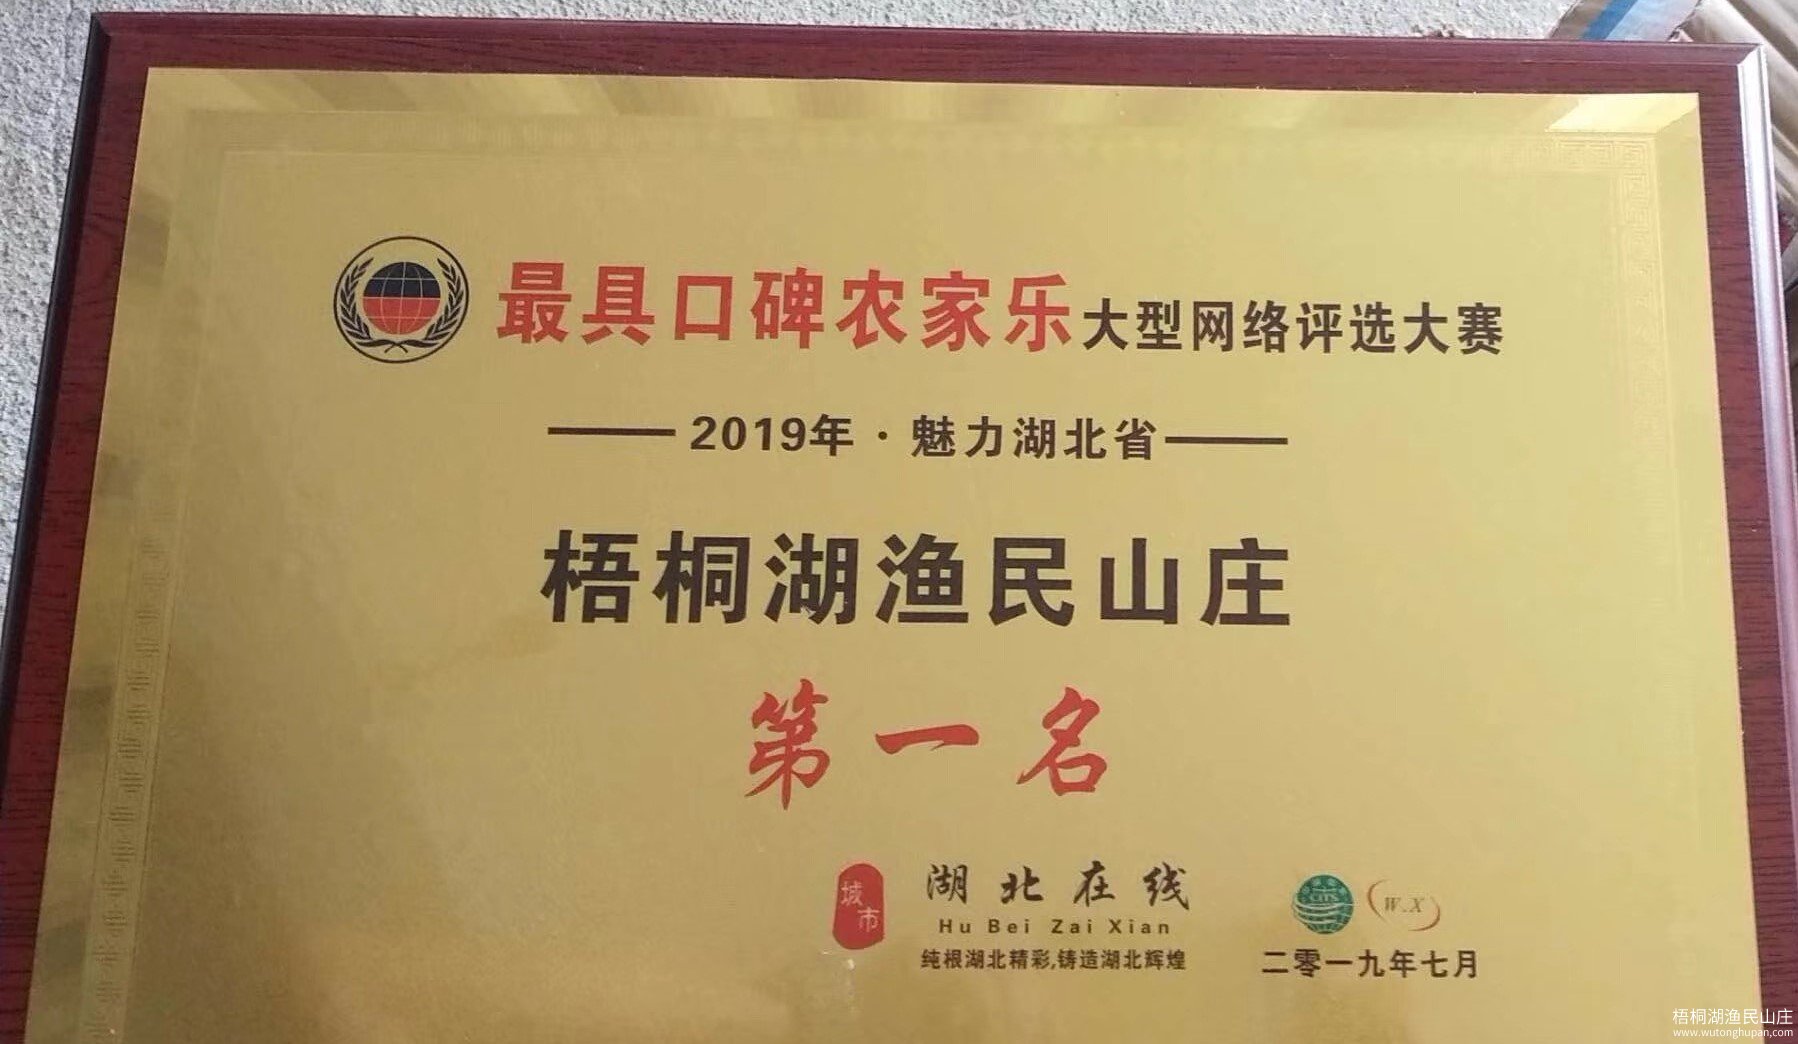 最具口碑农家乐大型网络评选大赛
2019年·魅力湖北省
梧桐湖渔民山庄
第一名
城市
湖北在线
Hu Bei Zai Xian
纯根湖北精彩,铸造湖北辉煌
CITS
W.X
二零一九年七月
梧桐湖渔民山庄
www.wutonghupan.com